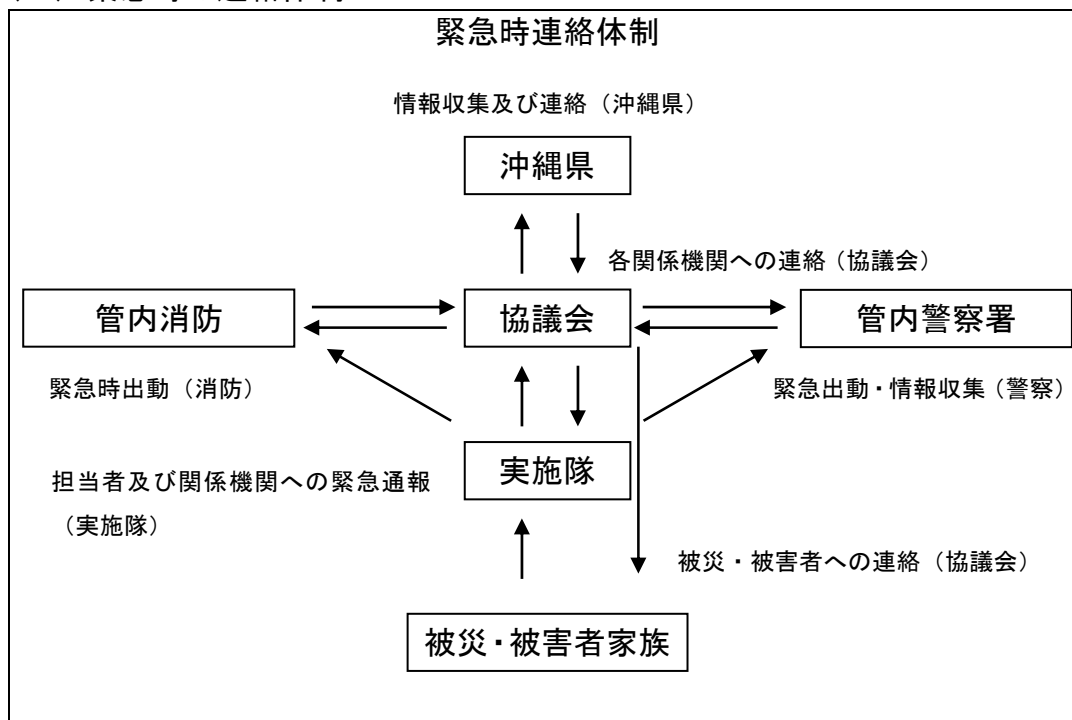 緊急時連絡体制
情報収集及び連絡（沖縄県）
沖縄県
各関係機関への連絡（協議会）
管内消防
協議会
管内警察署
緊急時出動（消防）
緊急出動・情報収集（警察）
実施隊
担当者及び関係機関への緊急通報
（実施隊）
被災・被害者への連絡（協議会）
被災・被害者家族